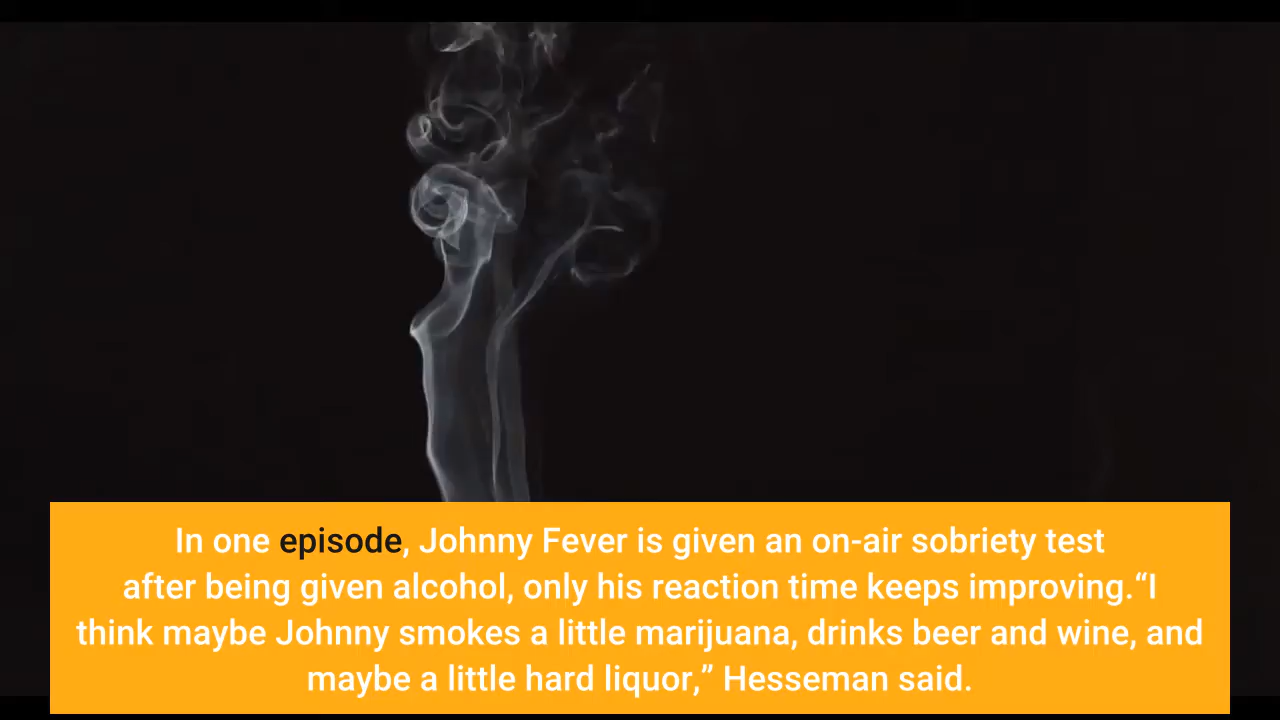 In one episode, Johnny Fever is given an on-air sobriety test
after being given alcohol, only his reaction time keeps improving.“I
think maybe Johnny smokes a little marijuana, drinks beer and wine, and
maybe a little hard liquor,” Hesseman said.